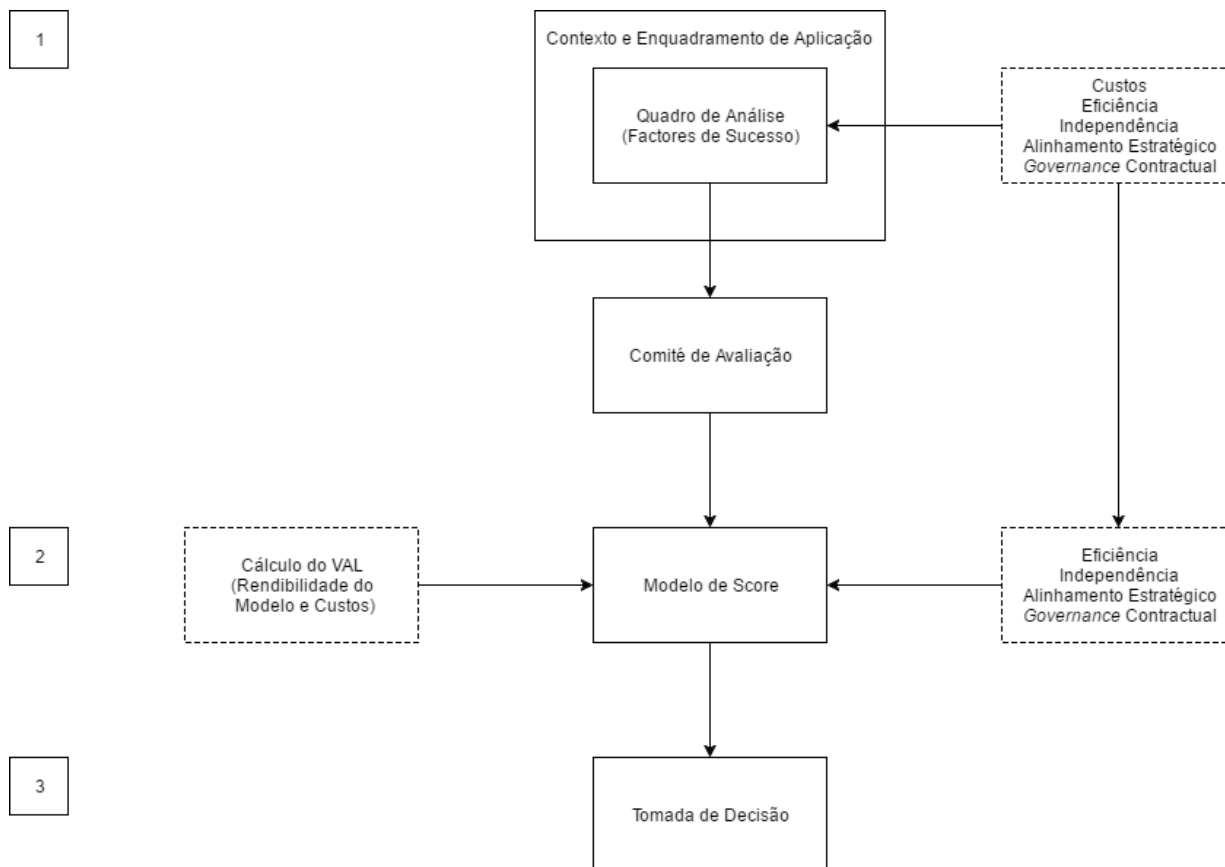 1
Contexto e Enquadramento de Aplicação
Quadro de Análise
(Factores de Sucesso)
Custos
Eficiência
Independência
Alinhamento Estratégico
Governance Contractual
Comité de Avaliação
2
Cálculo do VAL
(Rendibilidade do
Modelo e Custos)
Modelo de Score
Eficiência
Independência
Alinhamento Estratégico
Governance Contractual
3
Tomada de Decisão